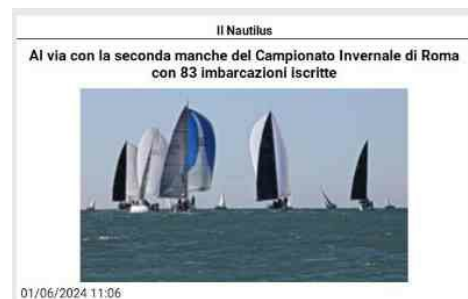 Il Nautilus
Al via con la seconda manche del Campionato Invernale di Roma
con 83 imbarcazioni iscritte
01/06/2024 11:06